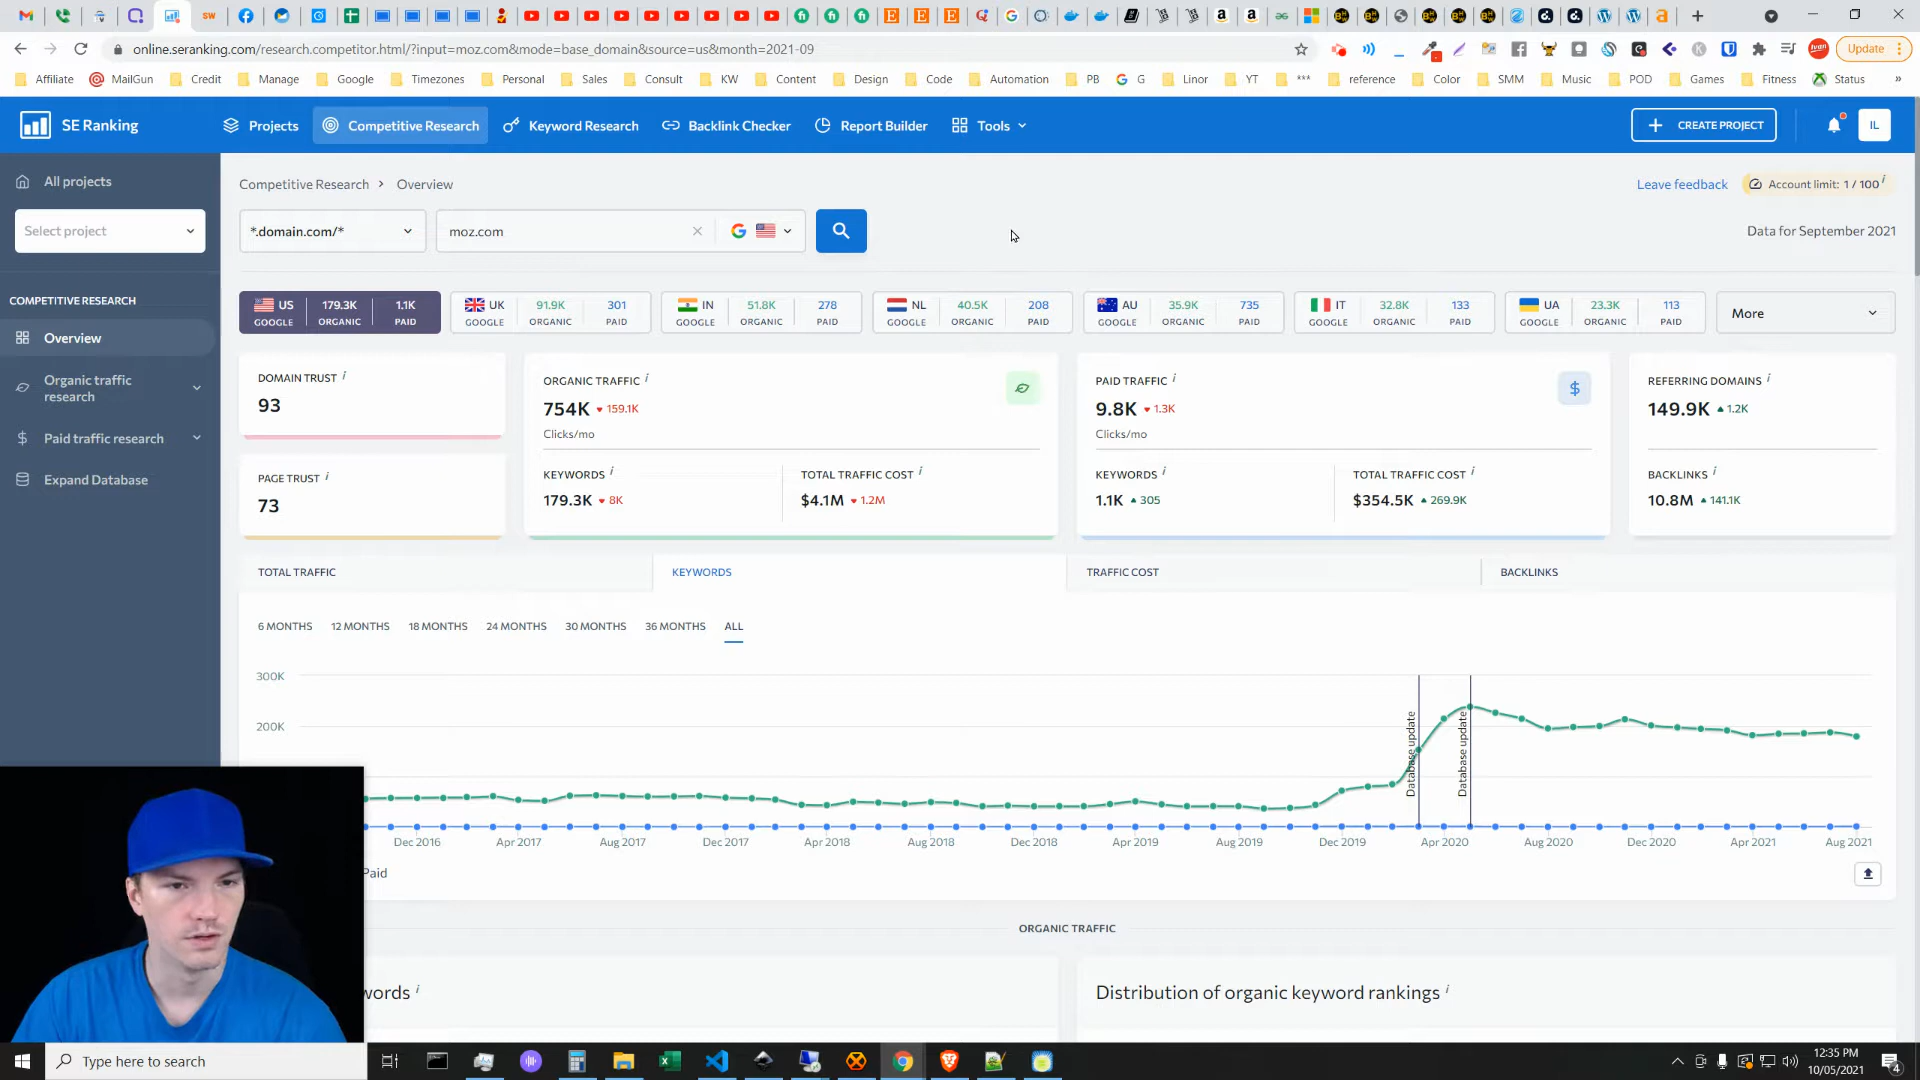 online.seranking.com/research.competitor.html/?input=moz.com&mode=base_domain&source=us&month=2021-09
Update
Affiliate MailGun Credit Manage Google Timezones Personal Sales Consult KW Content Design Code Automation PB G Linor YT *** reference Color SMM Music POD Games Fitness Status »
SE Ranking Projects Competitive Research Keyword Research Backlink Checker Report Builder Tools + CREATE PROJECT IL
All projects
Select project
COMPETITIVE RESEARCH
Overview
Organic traffic
research
Paid traffic research
Expand Database
Competitive Research > Overview
Leave feedback Account limit: 1 / 100 i
*.domain.com/* moz.com
Data for September 2021
US 179.3K 1.1K
GOOGLE ORGANIC PAID
UK 91.9K 301
GOOGLE ORGANIC PAID
IN 51.8K 278
GOOGLE ORGANIC PAID
NL 40.5K 208
GOOGLE ORGANIC PAID
AU 35.9K 735
GOOGLE ORGANIC PAID
IT 32.8K 133
GOOGLE ORGANIC PAID
UA 23.3K 113
GOOGLE ORGANIC PAID
More
DOMAIN TRUST i
93
PAGE TRUST i
73
ORGANIC TRAFFIC i
754K 159.1K
Clicks/mo
KEYWORDS i
179.3K 8K
TOTAL TRAFFIC COST i
$4.1M 1.2M
PAID TRAFFIC i
$
9.8K 1.3K
Clicks/mo
KEYWORDS i
1.1K 305
TOTAL TRAFFIC COST i
$354.5K 269.9K
REFERRING DOMAINS i
149.9K 1.2K
BACKLINKS i
10.8M 141.1K
TOTAL TRAFFIC KEYWORDS TRAFFIC COST BACKLINKS
6 MONTHS 12 MONTHS 18 MONTHS 24 MONTHS 30 MONTHS 36 MONTHS ALL
300K
200K
Database update
Database update
Dec 2016 Apr 2017 Aug 2017 Dec 2017 Apr 2018 Aug 2018 Dec 2018 Apr 2019 Aug 2019 Dec 2019 Apr 2020 Aug 2020 Dec 2020 Apr 2021 Aug 2021
Paid
ORGANIC TRAFFIC
words i
Distribution of organic keyword rankings i
Type here to search
12:35 PM
10/05/2021
4